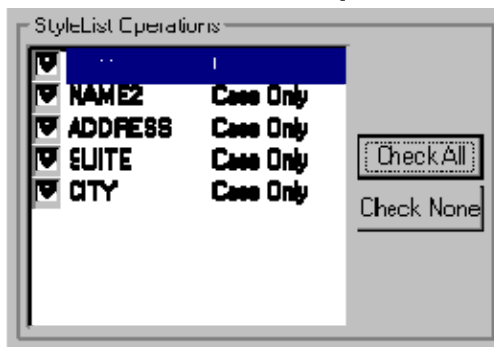 StyleList Operations
NAME2 Case Only
ADDRESS Case Only
SUITE Case Only
CITY Case Only
Check All
Check None